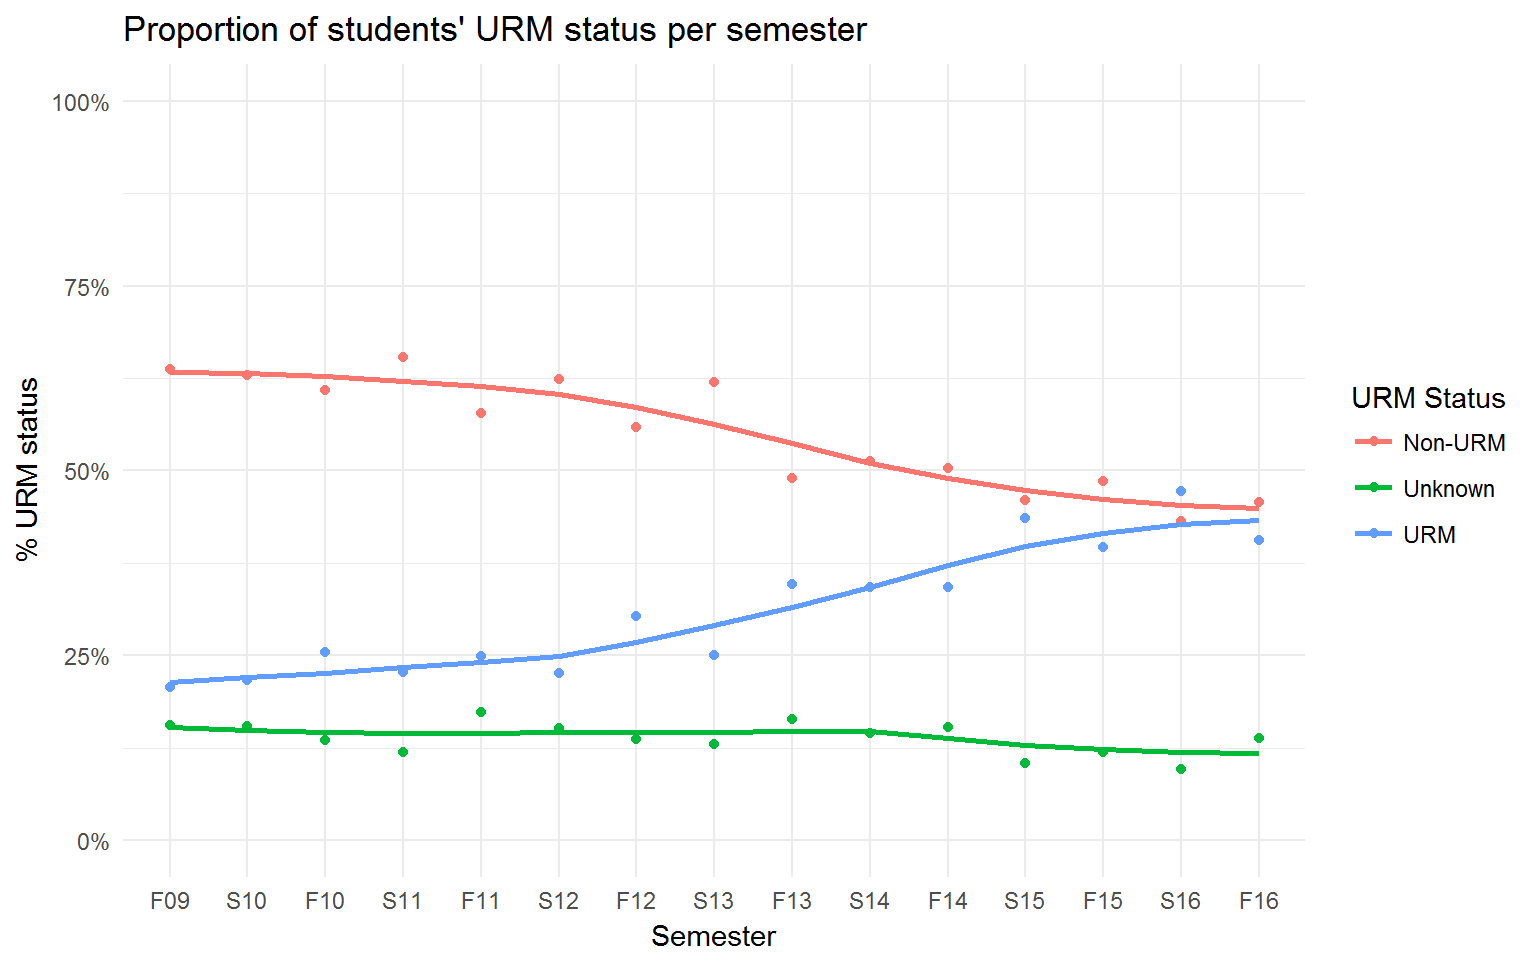 Proportion of students' URM status per semester
100%
75%
50%
25%
0%
% URM status
F09 S10 F10 S11 F11 S12 F12 S13 F13 S14 F14 S15 F15 S16 F16
Semester
URM Status
Non-URM
Unknown
URM